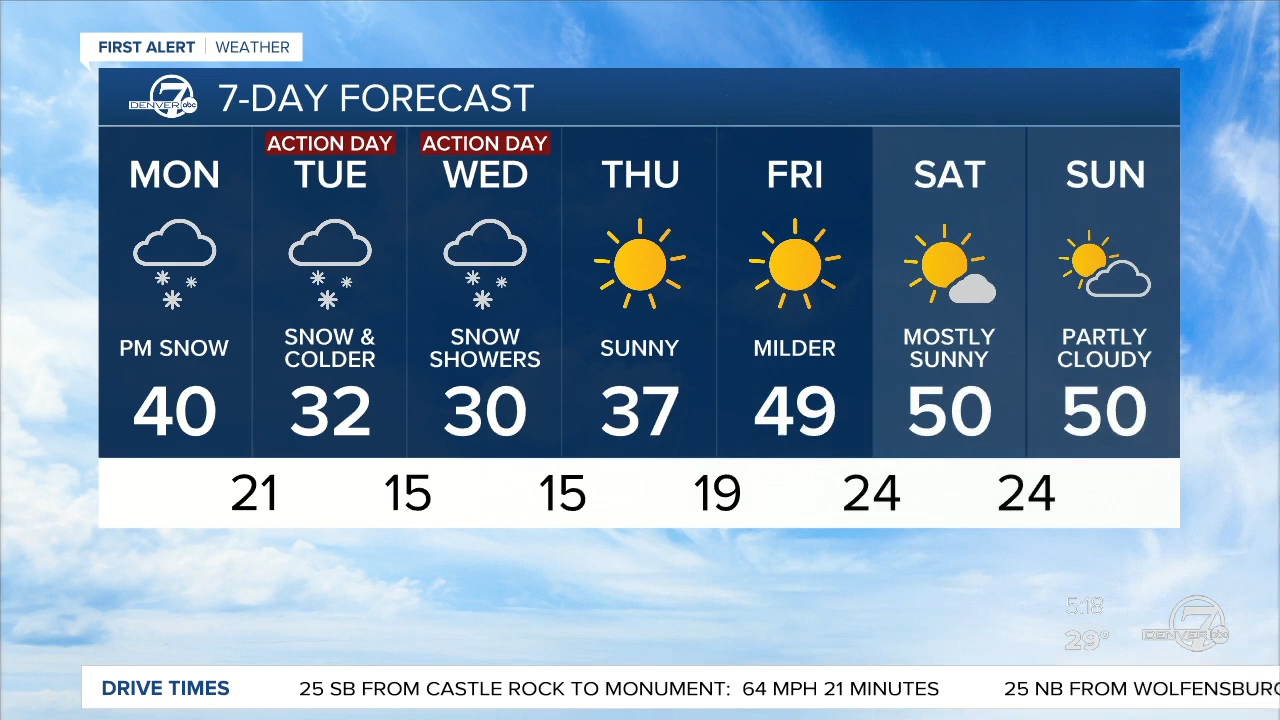 FIRST ALERT | WEATHER
DENVER 7 abc 7-DAY FORECAST
ACTION DAY ACTION DAY
MON TUE WED THU FRI SAT SUN
PM SNOW
SNOW &
COLDER
SNOW
SHOWERS
SUNNY
MILDER
MOSTLY
SUNNY
PARTLY
CLOUDY
40 32 30 37 49 50 50
21 15 15 19 24 24
5:18
29°
DENVER 7 abc
DRIVE TIMES 25 SB FROM CASTLE ROCK TO MONUMENT: 64 MPH 21 MINUTES 25 NB FROM